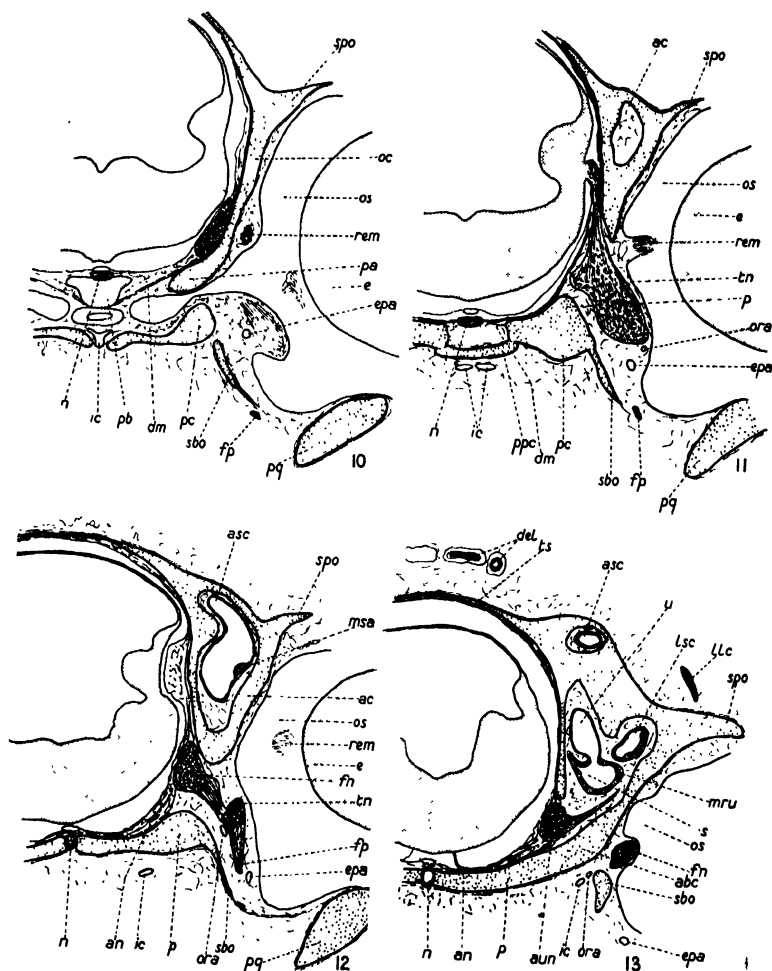 spo
oc
os
rem
pa
e
epa
n ic pb dm pc sbo fp pq 10
ac
spo
os
e
rem
tn
p
ora
epa
n ic ppc dm pc sbo fp pq 11
asc
spo
msa
ac
os
rem
e
fn
tn
fp
epa
n an ic p ora sbo pq 12
del
ts
asc
u
lsc
llc
spo
mru
s
os
fn
abc
sbo
n an p aun ic ora epa 13